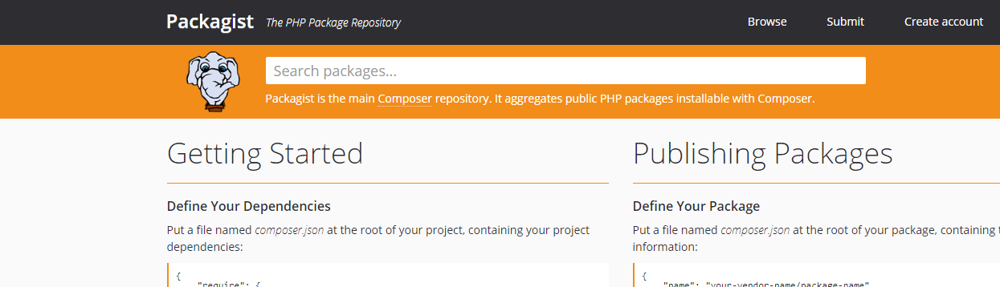 Packagist The PHP Package Repository
Browse Submit Create account
Search packages...
Packagist is the main Composer repository. It aggregates public PHP packages installable with Composer.
Getting Started
Define Your Dependencies
Put a file named composer.json at the root of your project, containing your project
dependencies:
{
"require": {
Publishing Packages
Define Your Package
Put a file named composer.json at the root of your package, containing
information:
{
"name": "your-vendor-name/package-name"